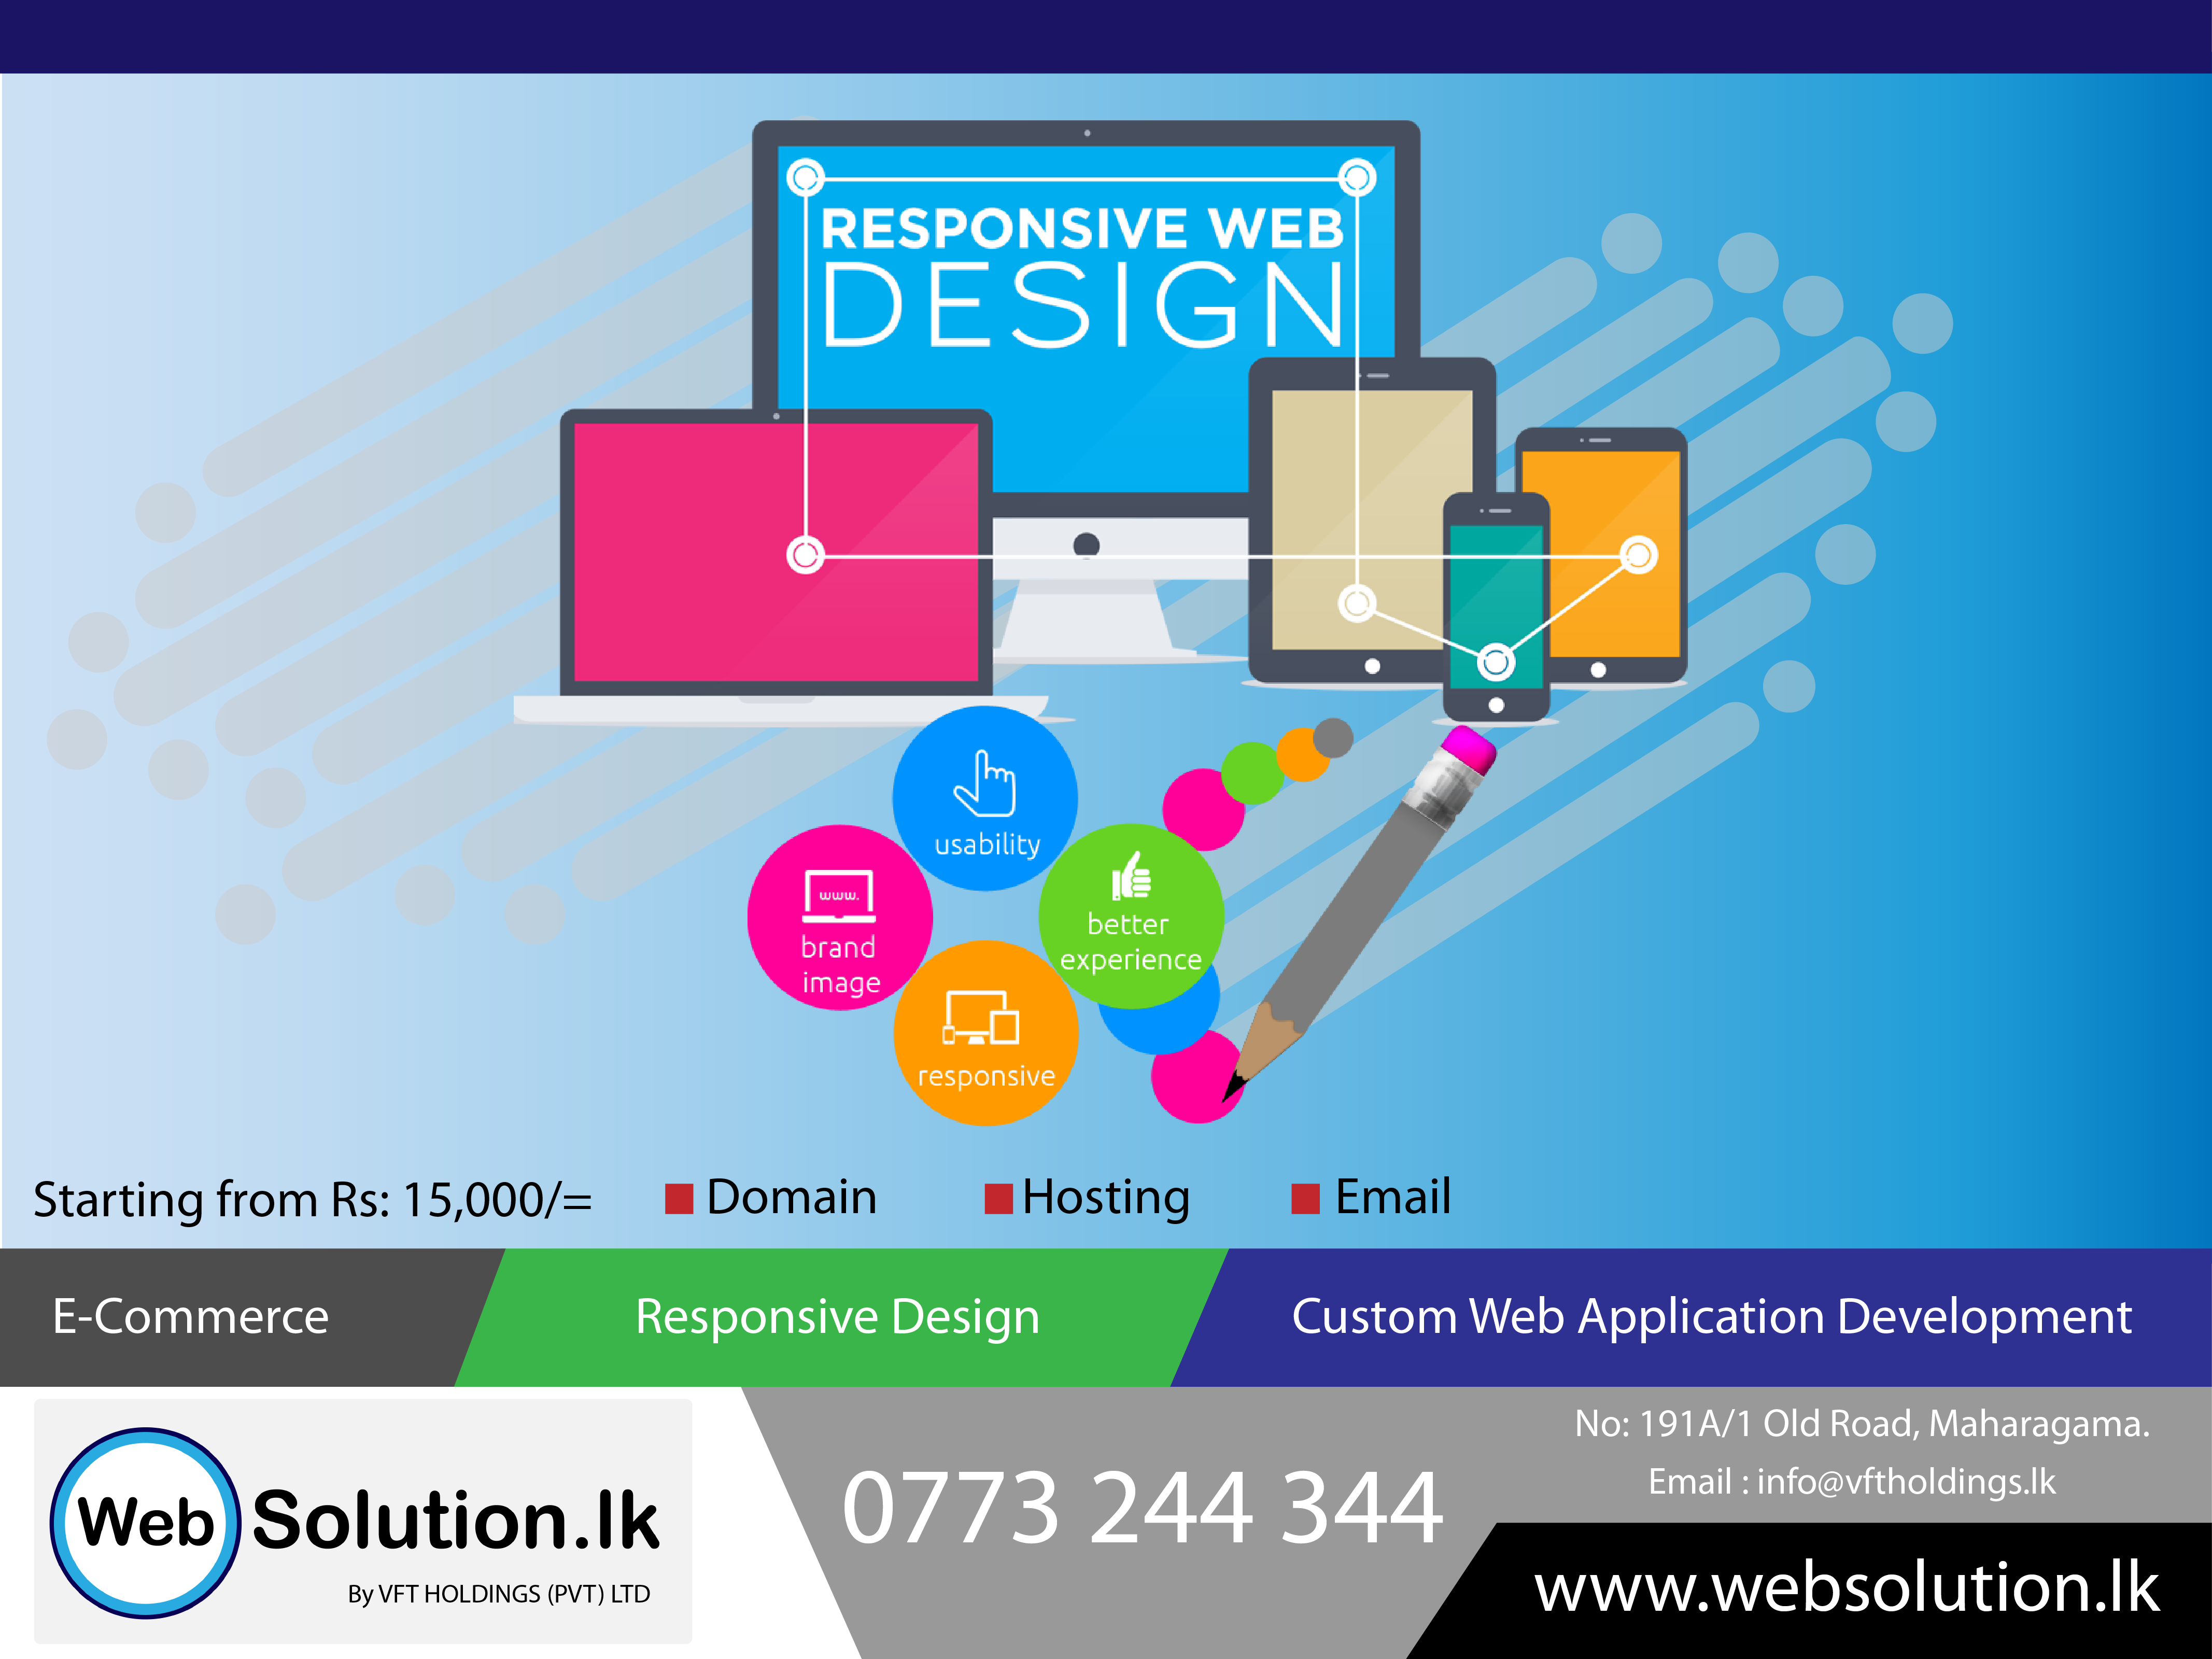 RESPONSIVE WEB
DESIGN
usability
www.
brand
image
better
experience
responsive
Starting from Rs: 15,000/=
Domain
Hosting
Email
E-Commerce
Responsive Design
Custom Web Application Development
Web Solution.lk
By VFT HOLDINGS (PVT) LTD
0773 244 344
No: 191A/1 Old Road, Maharagama.
Email : info@vftholdings.lk
www.websolution.lk